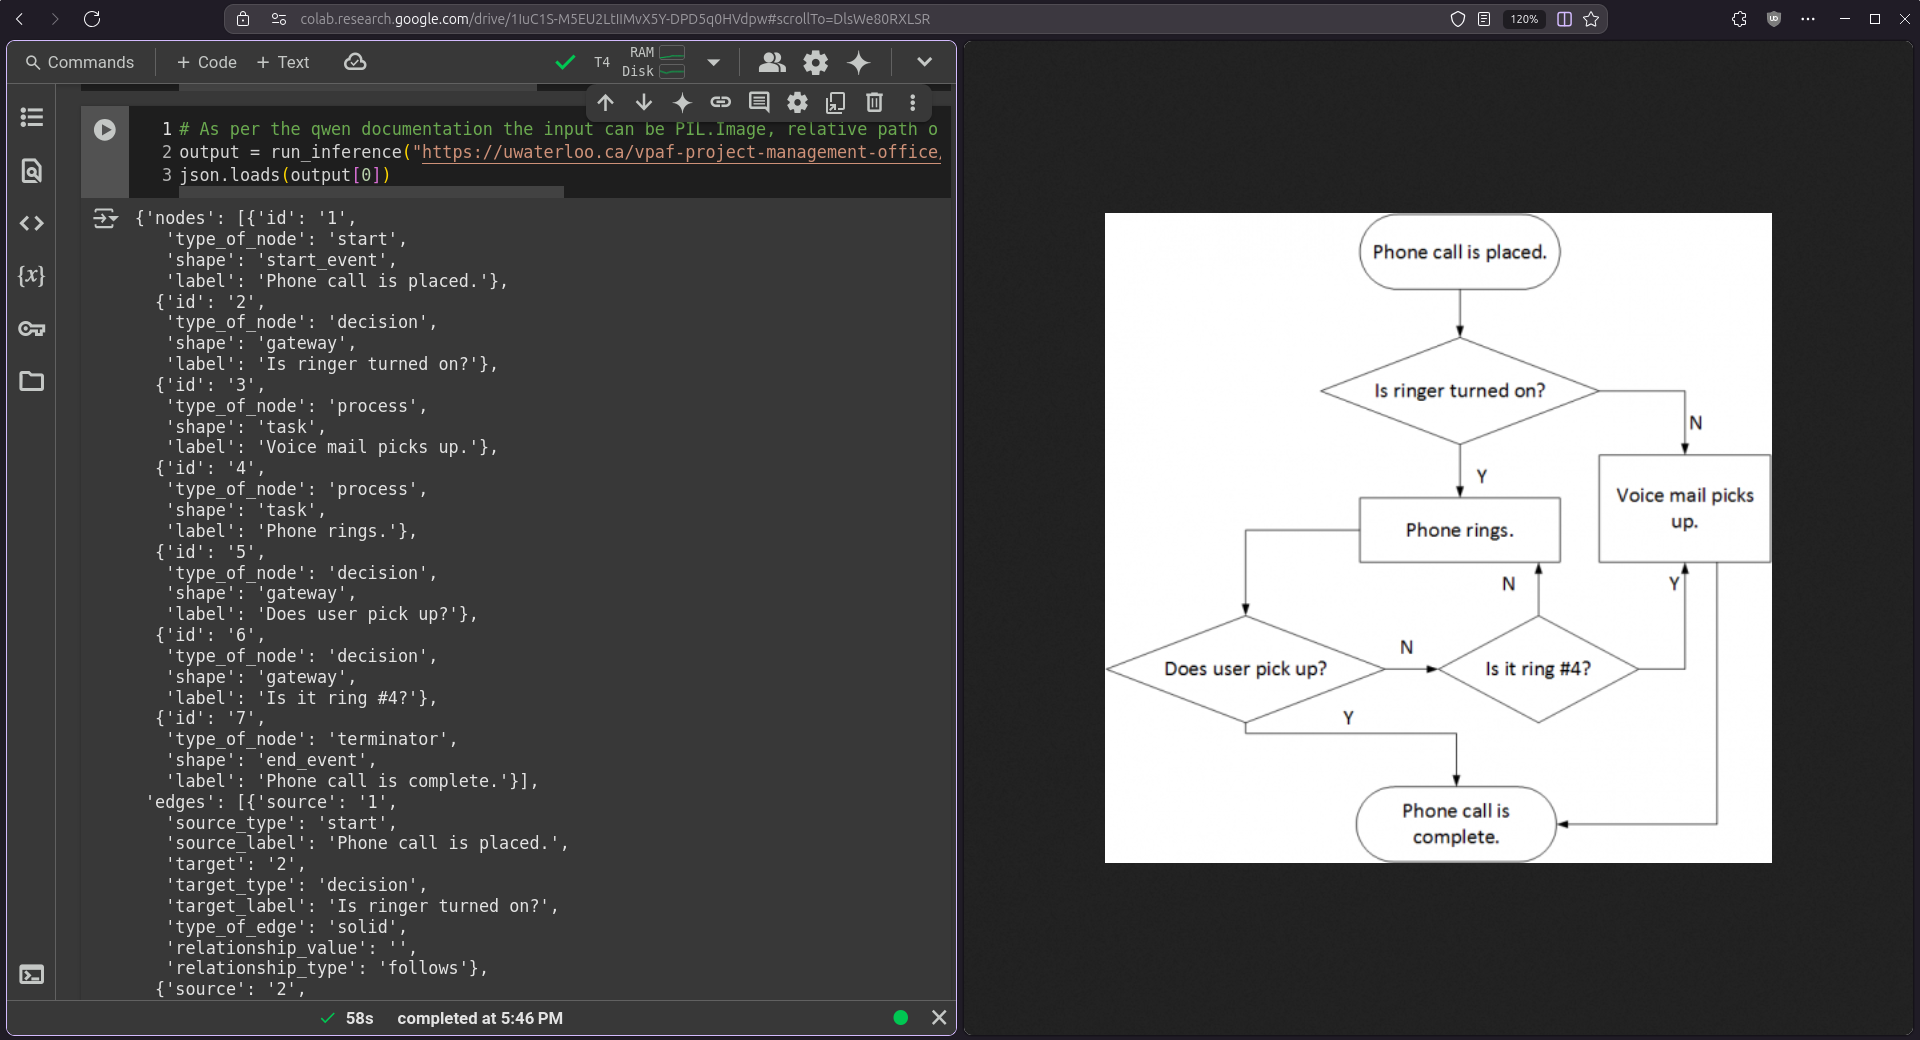 colab.research.google.com/drive/1IuC1S-M5EU2LtIIMvX5Y-DPD5q0HVdpw#scrollTo=DlsWe80RXLSR
120%
Commands
+ Code
+ Text
T4
RAM
Disk
1 # As per the qwen documentation the input can be PIL.Image, relative path o
2 output = run_inference("https://uwaterloo.ca/vpaf-project-management-office/
3 json.loads(output[0])
{'nodes': [{'id': '1',
'type_of_node': 'start',
'shape': 'start_event',
'label': 'Phone call is placed.'},
{'id': '2',
'type_of_node': 'decision',
'shape': 'gateway',
'label': 'Is ringer turned on?'},
{'id': '3',
'type_of_node': 'process',
'shape': 'task',
'label': 'Voice mail picks up.'},
{'id': '4',
'type_of_node': 'process',
'shape': 'task',
'label': 'Phone rings.'},
{'id': '5',
'type_of_node': 'decision',
'shape': 'gateway',
'label': 'Does user pick up?'},
{'id': '6',
'type_of_node': 'decision',
'shape': 'gateway',
'label': 'Is it ring #4?'},
{'id': '7',
'type_of_node': 'terminator',
'shape': 'end_event',
'label': 'Phone call is complete.'}],
'edges': [{'source': '1',
'source_type': 'start',
'source_label': 'Phone call is placed.',
'target': '2',
'target_type': 'decision',
'target_label': 'Is ringer turned on?',
'type_of_edge': 'solid',
'relationship_value': '',
'relationship_type': 'follows'},
{'source': '2',
58s completed at 5:46 PM
Phone call is placed.
Is ringer turned on?
N
Y
Voice mail picks
up.
Phone rings.
N
Y
Does user pick up?
N
Is it ring #4?
Y
Phone call is
complete.